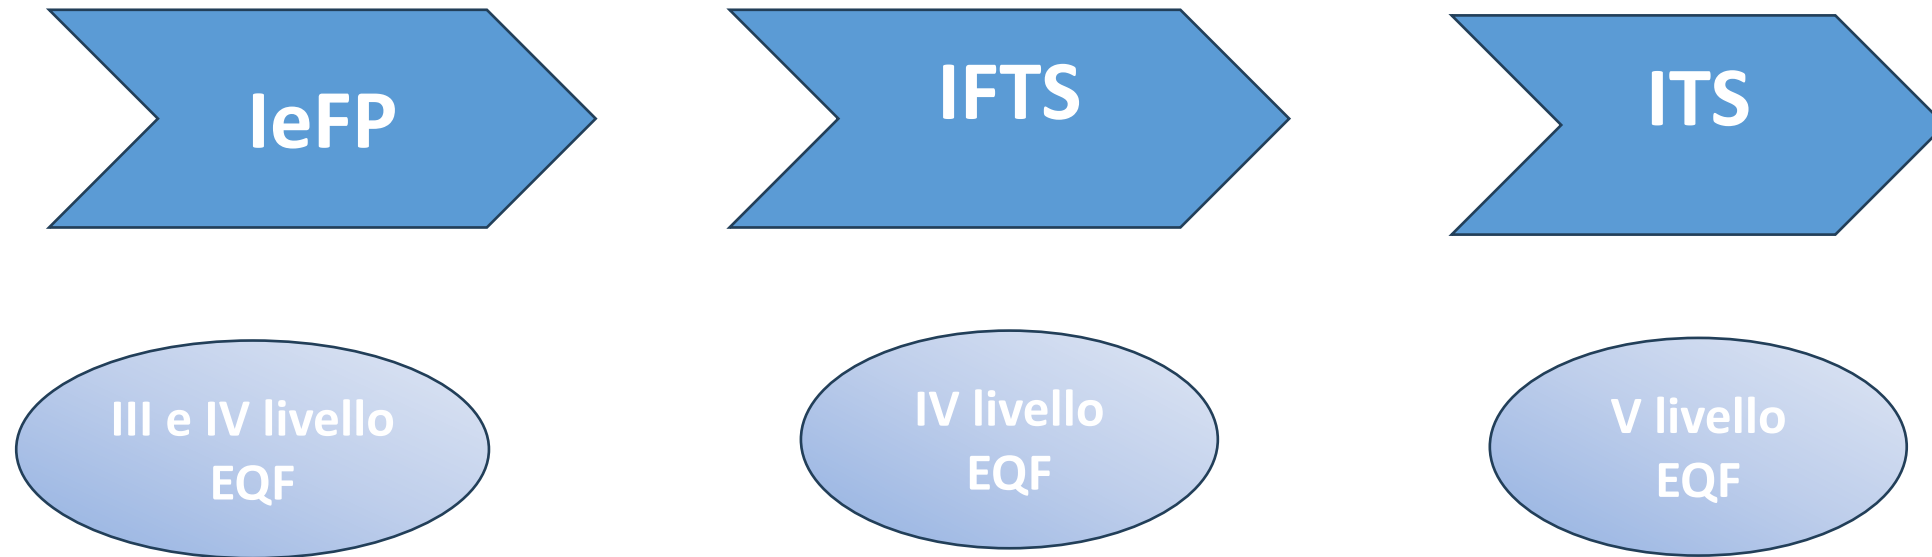 IeFP
IFTS
ITS
III e IV livello
EQF
IV livello
EQF
V livello
EQF